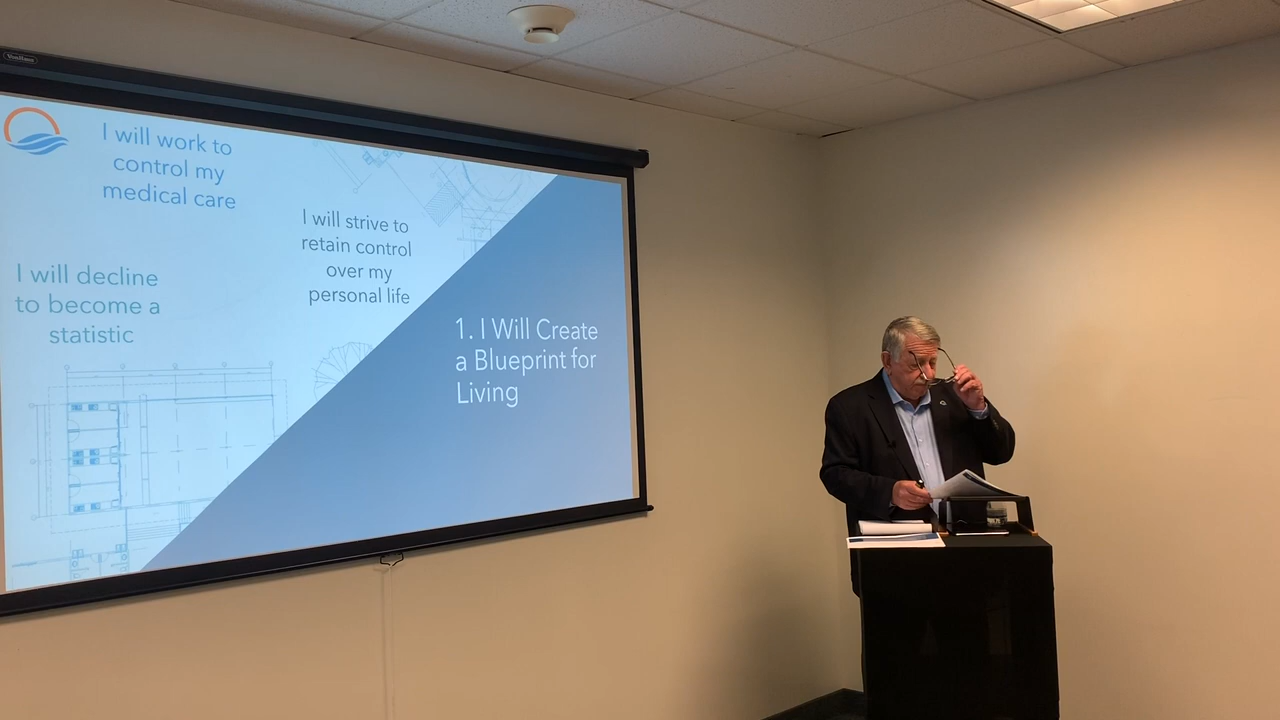 I will work to
control my
medical care
I will strive to
retain control
over my
personal life
I will decline
to become a
statistic
1. I Will Create
a Blueprint for
Living